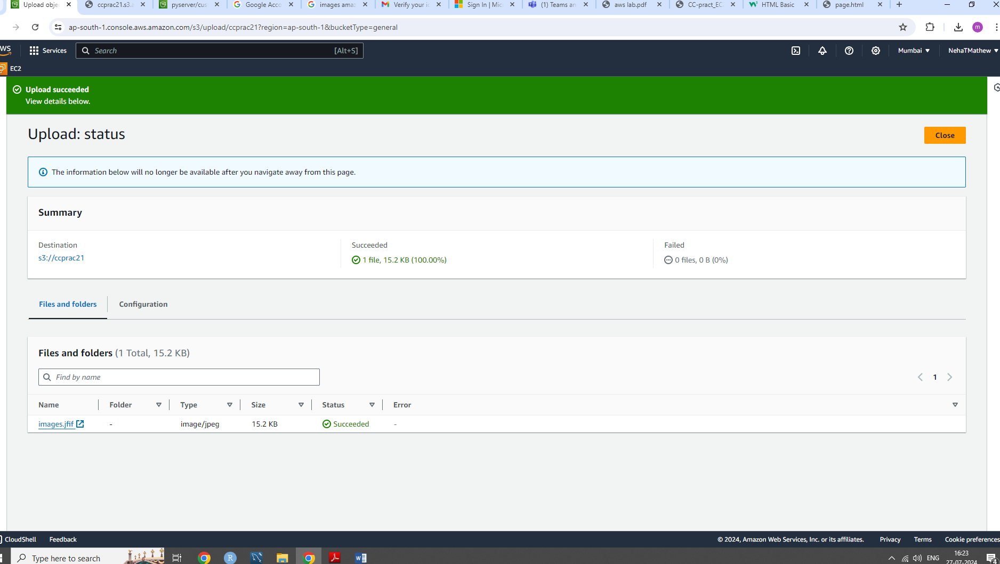 Upload objec
ccprac21.s3.a
pyserver/cus
Google Acco
images amaz
Verify your ic
Sign In | Mic
(1) Teams an
aws lab.pdf
CC-pract_EC
HTML Basic
page.html
ap-south-1.console.aws.amazon.com/s3/upload/ccprac21?region=ap-south-1&bucketType=general
m
Services
Search
[Alt+S]
Mumbai
NehaTMathew
EC2
Upload succeeded
View details below.
Upload: status
Close
The information below will no longer be available after you navigate away from this page.
Summary
Destination
s3://ccprac21
Succeeded
1 file, 15.2 KB (100.00%)
Failed
0 files, 0 B (0%)
Files and folders
Configuration
Files and folders (1 Total, 15.2 KB)
Find by name
1
Name Folder Type Size Status Error
images.jfif - image/jpeg 15.2 KB Succeeded -
CloudShell
Feedback
© 2024, Amazon Web Services, Inc. or its affiliates.
Privacy
Terms
Cookie preferences
Type here to search
ENG
16:23
27-07-2024
4